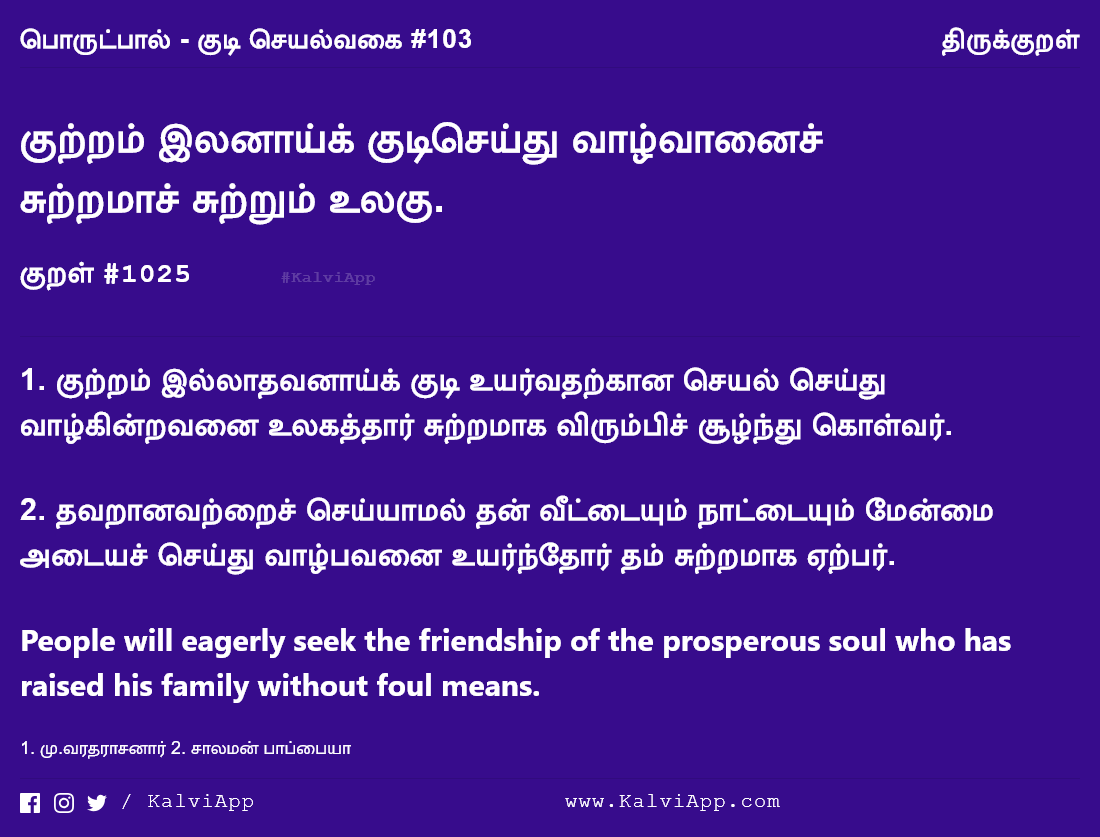 பொருட்பால் - குடி செயல்வகை #103 திருக்குறள்
குற்றம் இலனாய்க் குடிசெய்து வாழ்வானைச்
சுற்றமாச் சுற்றும் உலகு.
குறள் #1025 #KalviApp
1. குற்றம் இல்லாதவனாய்க் குடி உயர்வதற்கான செயல் செய்து
வாழ்கின்றவனை உலகத்தார் சுற்றமாக விரும்பிச் சூழ்ந்து கொள்வர்.
2. தவறானவற்றைச் செய்யாமல் தன் வீட்டையும் நாட்டையும் மேன்மை
அடையச் செய்து வாழ்பவனை உயர்ந்தோர் தம் சுற்றமாக ஏற்பர்.
People will eagerly seek the friendship of the prosperous soul who has
raised his family without foul means.
1. மு.வரதராசனார் 2. சாலமன் பாப்பையா
/ KalviApp www.KalviApp.com